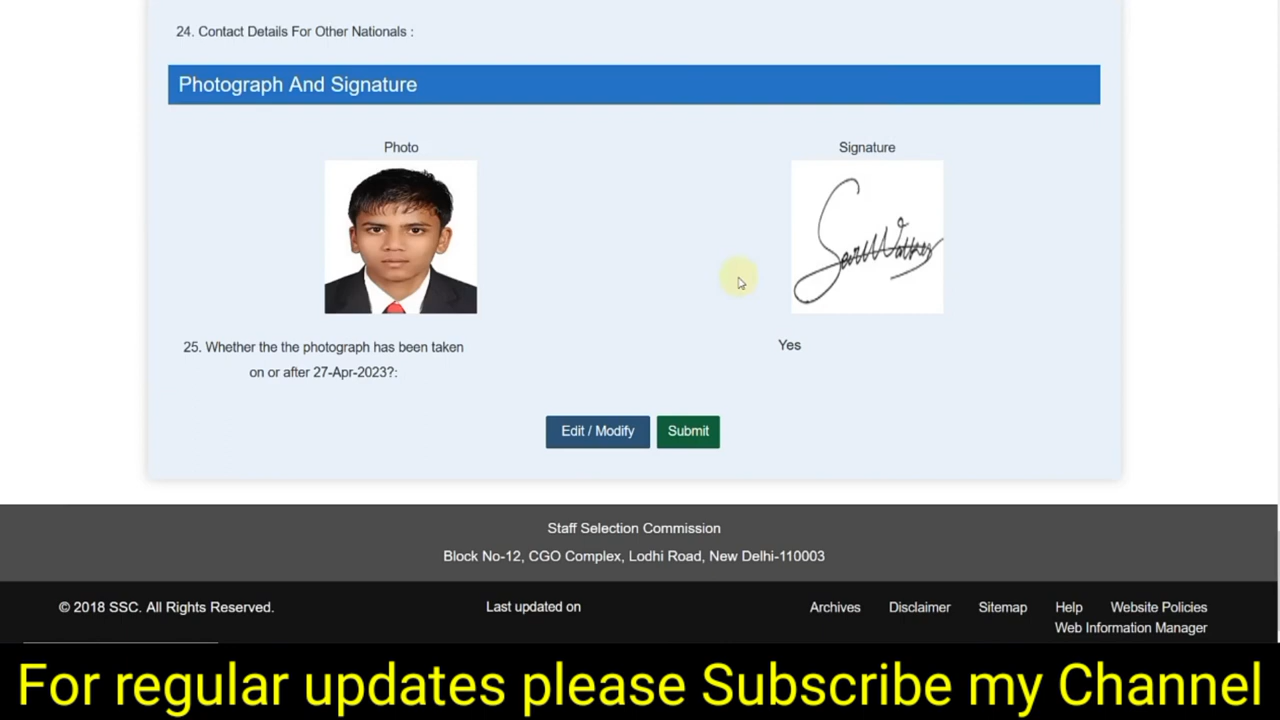 24. Contact Details For Other Nationals :
Photograph And Signature
Photo
Signature
25. Whether the the photograph has been taken
on or after 27-Apr-2023?:
Yes
Edit / Modify
Submit
Staff Selection Commission
Block No-12, CGO Complex, Lodhi Road, New Delhi-110003
© 2018 SSC. All Rights Reserved.
Last updated on
Archives
Disclaimer
Sitemap
Help
Website Policies
Web Information Manager
For regular updates please Subscribe my Channel